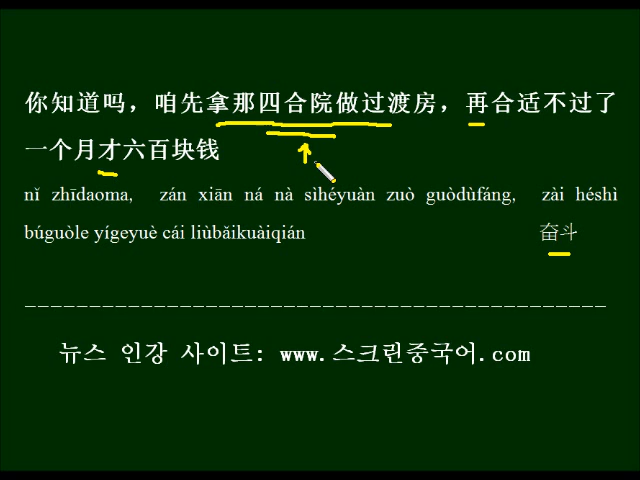 你知道吗，咱先拿那四合院做过渡房，再合适不过了
一个月才六百块钱
nǐ zhīdaoma, zán xiān ná nà sìhéyuàn zuò guòdùfáng, zài héshì
búguòle yígeyuè cái liùbǎikuàiqián 奋斗
뉴스 인강 사이트: www.스크린중국어.com